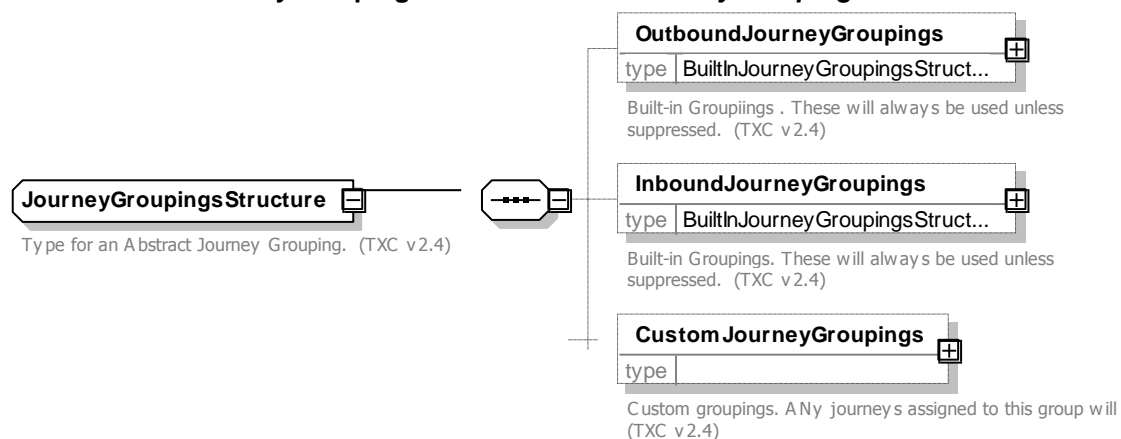 OutboundJourneyGroupings
type BuiltInJourneyGroupingsStruct...
Built-in Groupiings . These will always be used unless
suppressed. (TXC v2.4)
JourneyGroupingsStructure
Type for an Abstract Journey Grouping. (TXC v2.4)
InboundJourneyGroupings
type BuiltInJourneyGroupingsStruct...
Built-in Groupings. These will always be used unless
suppressed. (TXC v2.4)
CustomJourneyGroupings
type
Custom groupings. ANy journeys assigned to this group will
(TXC v2.4)